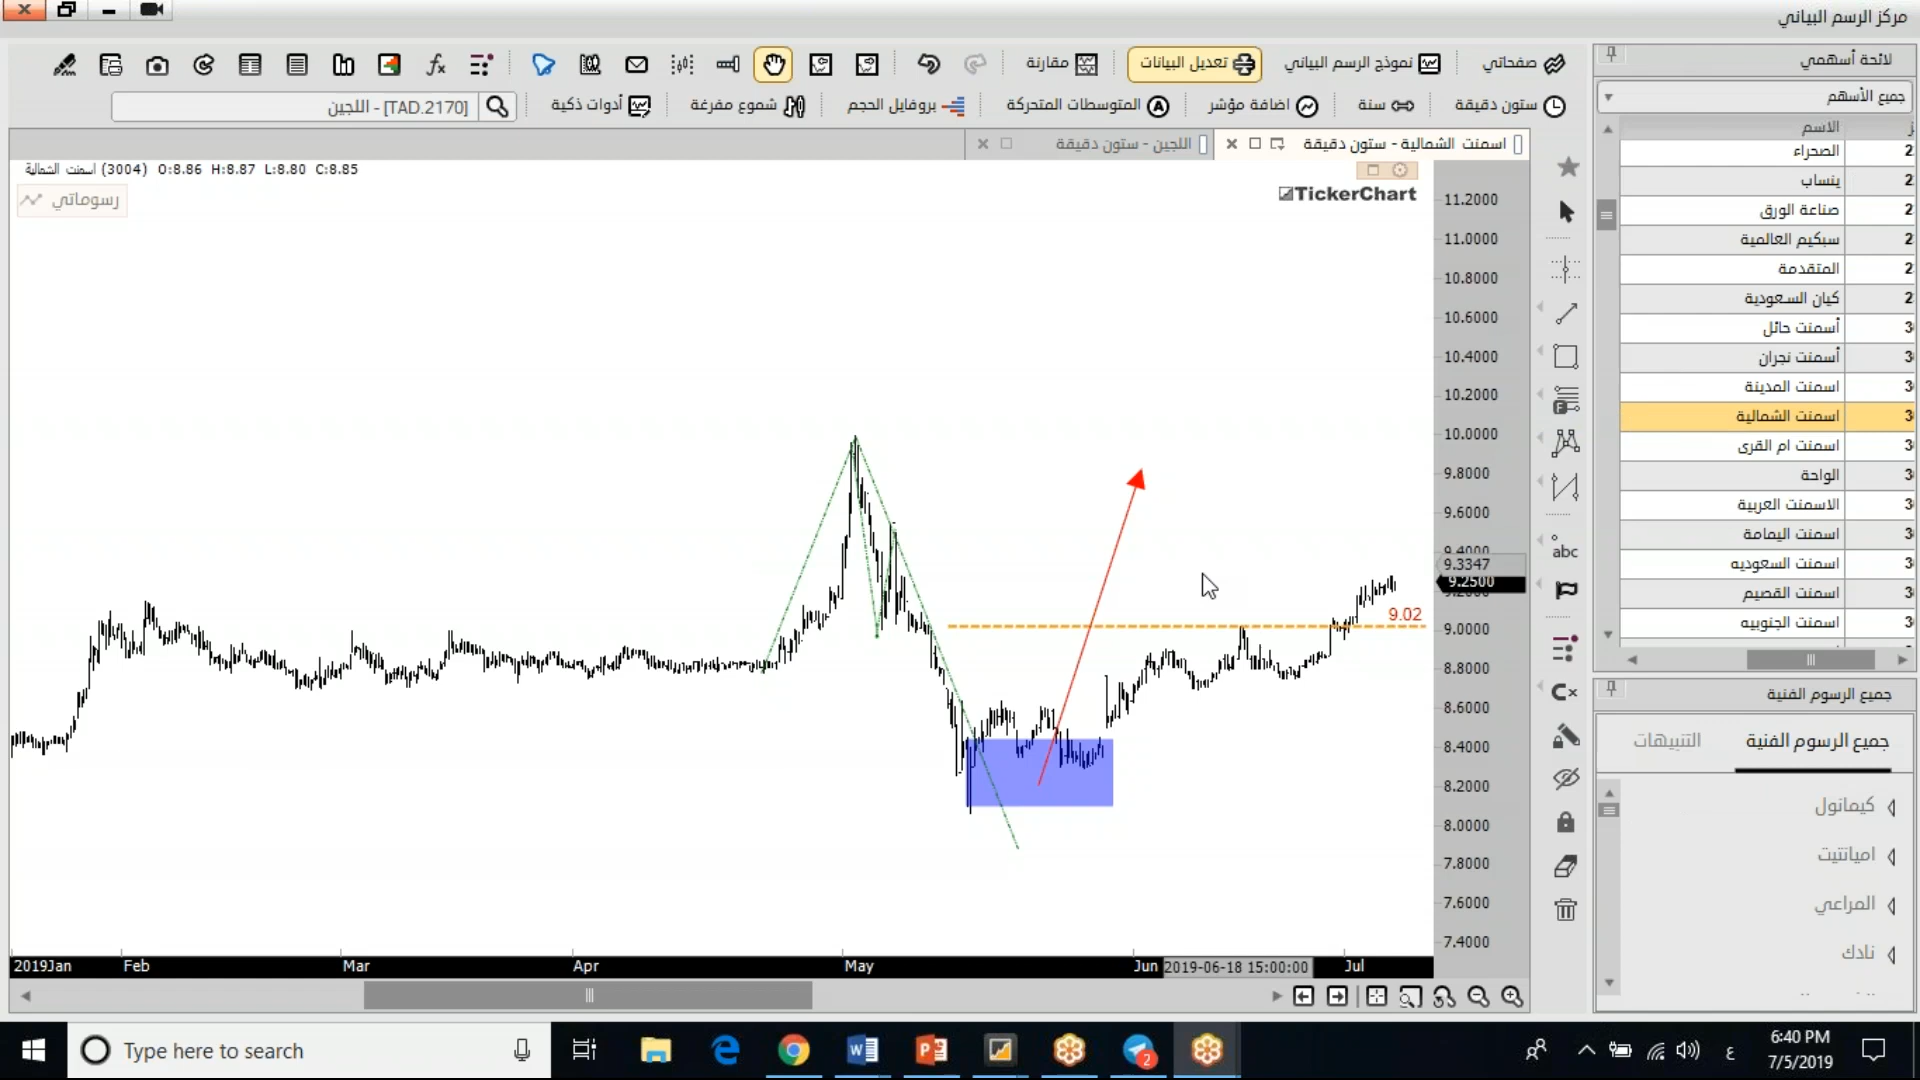 مركز الرسم البياني
صفحاتي
نموذج الرسم البياني
تعديل البيانات
مقارنة
ستون دقيقة
سنة
اضافة مؤشر
المتوسطات المتحركة
بروفايل الحجم
شموع مفرغة
أدوات ذكية
اللجين - [TAD.2170]
اسمنت الشمالية - ستون دقيقة
اللجين - ستون دقيقة
اسمنت الشمالية (3004) O:8.86 H:8.87 L:8.80 C:8.85
رسوماتي
TickerChart
11.2000
11.0000
10.8000
10.6000
10.4000
10.2000
10.0000
9.8000
9.6000
9.4000
9.3347
9.2500
9.02
9.0000
8.8000
8.6000
8.4000
8.2000
8.0000
7.8000
7.6000
7.4000
2019Jan Feb Mar Apr May Jun 2019-06-18 15:00:00 Jul
abc
لائحة أسهمي
جميع الأسهم
الاسم
الصحراء
ينساب
صناعة الورق
سبكيم العالمية
المتقدمة
كيان السعودية
أسمنت حائل
أسمنت نجران
اسمنت المدينة
اسمنت الشمالية
اسمنت ام القرى
الواحة
الاسمنت العربية
اسمنت اليمامة
اسمنت السعوديه
اسمنت القصيم
اسمنت الجنوبيه
جميع الرسوم الفنية
جميع الرسوم الفنية
التنبيهات
كيمانول
اميانتيت
المراعي
نادك
Type here to search
2
ع
6:40 PM
7/5/2019